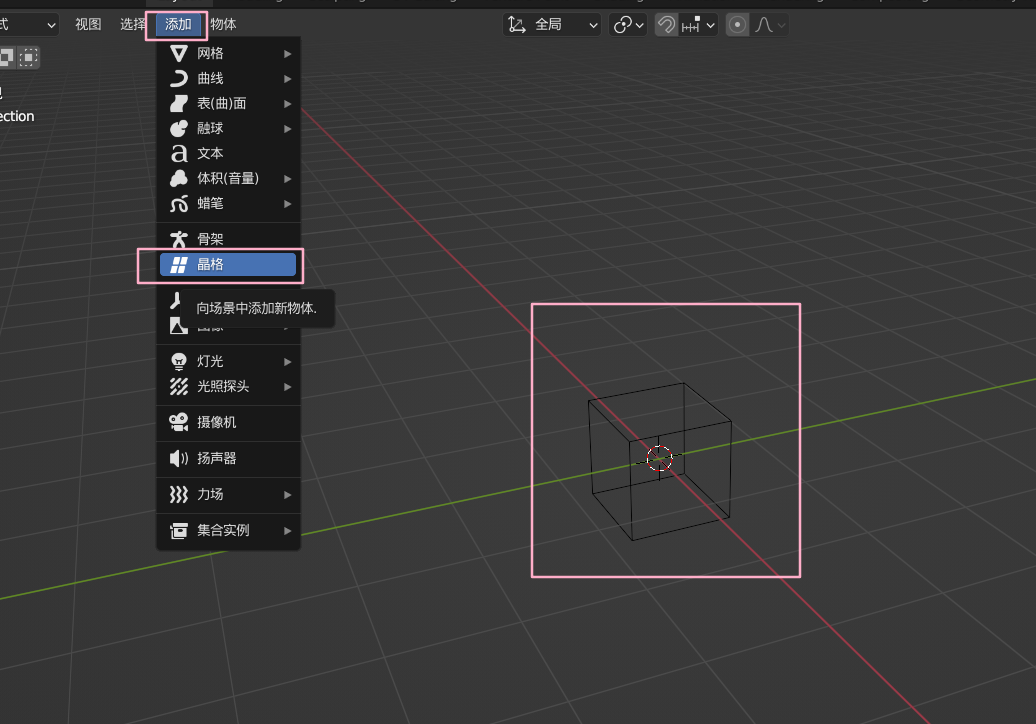 式
视图
选择
添加
物体
全局
ection
网格
曲线
表(曲)面
融球
文本
体积(音量)
蜡笔
骨架
晶格
向场景中添加新物体.
图像
灯光
光照探头
摄像机
扬声器
力场
集合实例